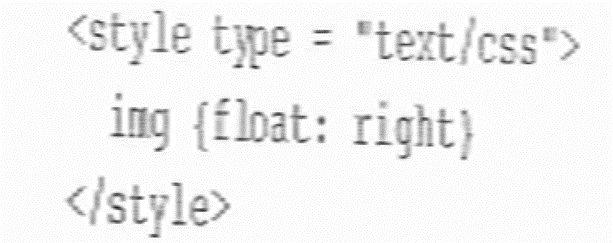 <style type = "text/css">
img {float: right}
</style>